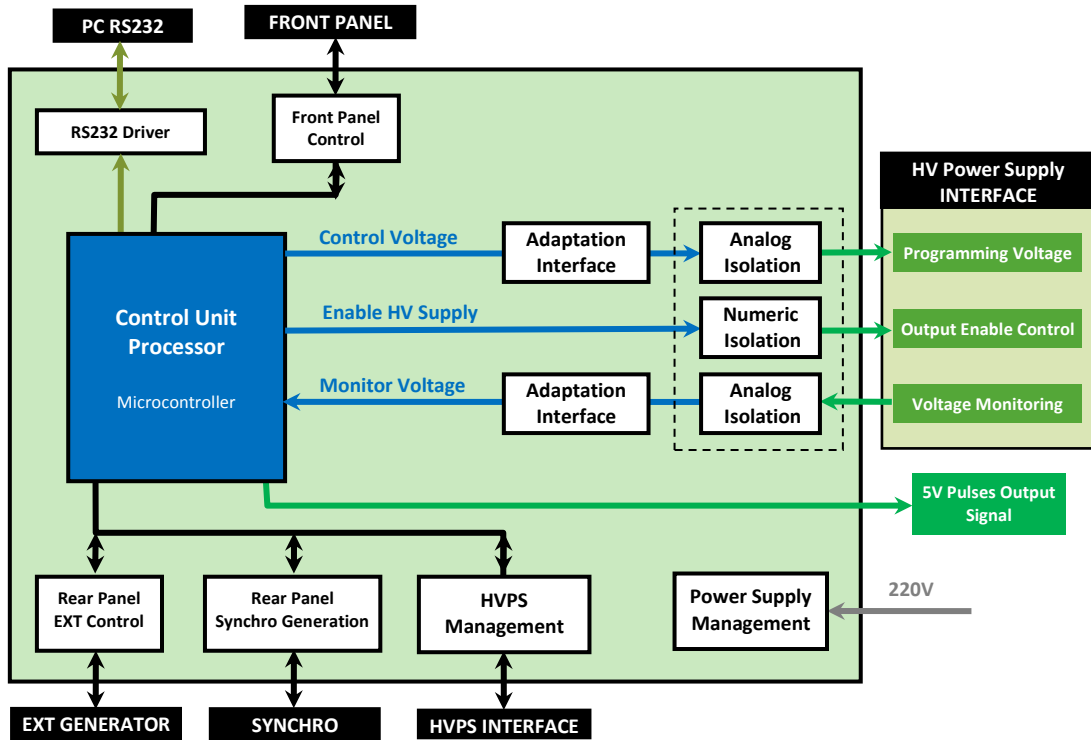 PC RS232
FRONT PANEL
RS232 Driver
Front Panel
Control
HV Power Supply
INTERFACE
Control Voltage
Adaptation
Interface
Analog
Isolation
Programming Voltage
Control Unit
Processor
Microcontroller
Enable HV Supply
Numeric
Isolation
Output Enable Control
Monitor Voltage
Adaptation
Interface
Analog
Isolation
Voltage Monitoring
5V Pulses Output
Signal
Rear Panel
EXT Control
Rear Panel
Synchro Generation
HVPS
Management
Power Supply
Management
220V
EXT GENERATOR
SYNCHRO
HVPS INTERFACE